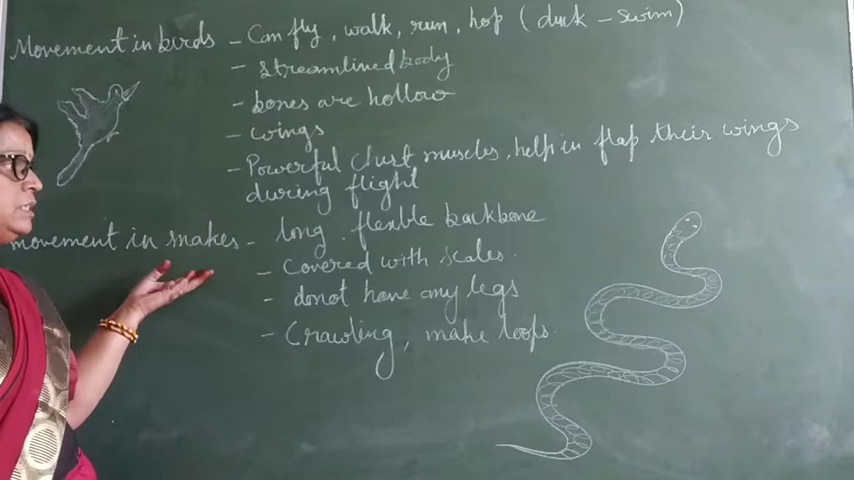 Movement in birds - Can fly, walk, run, hop (duck - swim)
- streamlined body
- bones are hollow
- wings
- Powerful chest muscles, help in flap their wings
during flight
movement in snakes - long flexible backbone
- Covered with scales.
- donot have any legs
- Crawling, make loops.